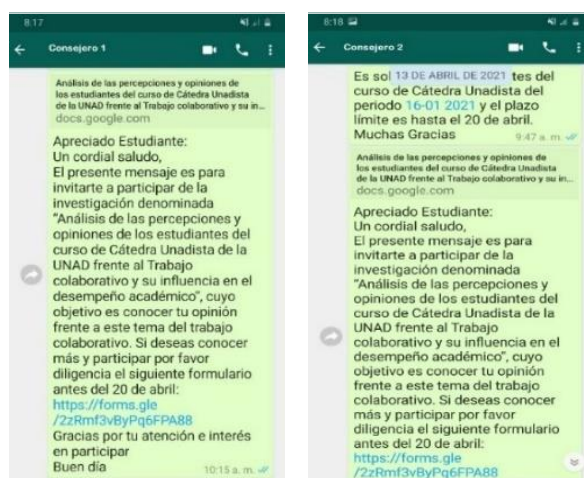 8:17
Consejero 1
Análisis de las percepciones y opiniones de
los estudiantes del curso de Cátedra Unadista
de la UNAD frente al Trabajo colaborativo y su in...
docs.google.com
Apreciado Estudiante:
Un cordial saludo,
El presente mensaje es para
invitarte a participar de la
investigación denominada
"Análisis de las percepciones y
opiniones de los estudiantes del
curso de Cátedra Unadista de la
UNAD frente al Trabajo
colaborativo y su influencia en el
desempeño académico", cuyo
objetivo es conocer tu opinión
frente a este tema del trabajo
colaborativo. Si deseas conocer
más y participar por favor
diligencia el siguiente formulario
antes del 20 de abril:
https://forms.gle
/2zRmf3vByPq6FPA88
Gracias por tu atención e interés
en participar
Buen día
10:15 a. m.
8:18
Consejero 2
Es sol 13 DE ABRIL DE 2021 tes del
curso de Cátedra Unadista del
periodo 16-01 2021 y el plazo
límite es hasta el 20 de abril.
Muchas Gracias
9:47 a. m.
Análisis de las percepciones y opiniones de
los estudiantes del curso de Cátedra Unadista
de la UNAD frente al Trabajo colaborativo y su in...
docs.google.com
Apreciado Estudiante:
Un cordial saludo,
El presente mensaje es para
invitarte a participar de la
investigación denominada
"Análisis de las percepciones y
opiniones de los estudiantes del
curso de Cátedra Unadista de la
UNAD frente al Trabajo
colaborativo y su influencia en el
desempeño académico", cuyo
objetivo es conocer tu opinión
frente a este tema del trabajo
colaborativo. Si deseas conocer
más y participar por favor
diligencia el siguiente formulario
antes del 20 de abril:
https://forms.gle
/2zRmf3vByPq6FPA88